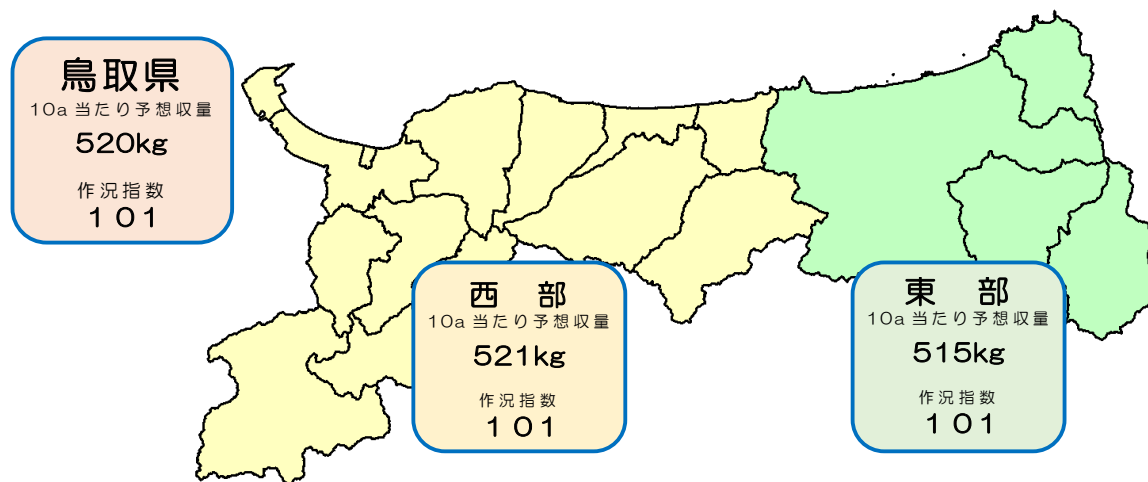 鳥取県
10a 当たり予想収量
520kg
作況指数
１０１
西　部
10a 当たり予想収量
521kg
作況指数
１０１
東　部
10a 当たり予想収量
515kg
作況指数
１０１